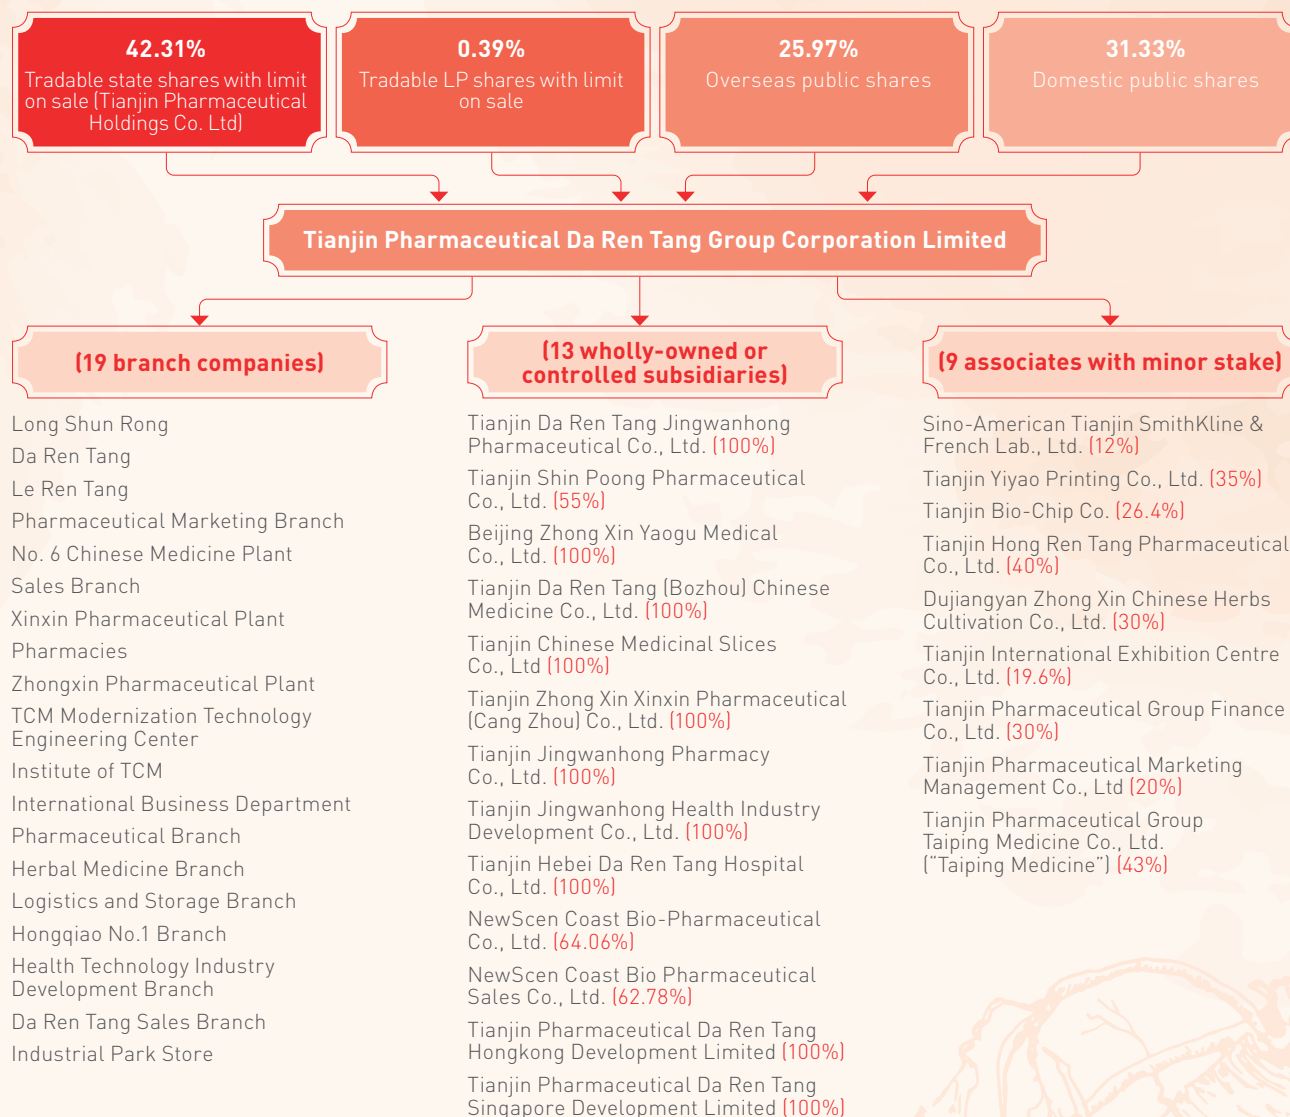 42.31%
Tradable state shares with limit
on sale (Tianjin Pharmaceutical
Holdings Co. Ltd)
0.39%
Tradable LP shares with limit
on sale
25.97%
Overseas public shares
31.33%
Domestic public shares
Tianjin Pharmaceutical Da Ren Tang Group Corporation Limited
(19 branch companies)
Long Shun Rong
Da Ren Tang
Le Ren Tang
Pharmaceutical Marketing Branch
No. 6 Chinese Medicine Plant
Sales Branch
Xinxin Pharmaceutical Plant
Pharmacies
Zhongxin Pharmaceutical Plant
TCM Modernization Technology
Engineering Center
Institute of TCM
International Business Department
Pharmaceutical Branch
Herbal Medicine Branch
Logistics and Storage Branch
Hongqiao No.1 Branch
Health Technology Industry
Development Branch
Da Ren Tang Sales Branch
Industrial Park Store
(13 wholly-owned or
controlled subsidiaries)
Tianjin Da Ren Tang Jingwanhong
Pharmaceutical Co., Ltd. (100%)
Tianjin Shin Poong Pharmaceutical
Co., Ltd. (55%)
Beijing Zhong Xin Yaogu Medical
Co., Ltd. (100%)
Tianjin Da Ren Tang (Bozhou) Chinese
Medicine Co., Ltd. (100%)
Tianjin Chinese Medicinal Slices
Co., Ltd (100%)
Tianjin Zhong Xin Xinxin Pharmaceutical
(Cang Zhou) Co., Ltd. (100%)
Tianjin Jingwanhong Pharmacy
Co., Ltd. (100%)
Tianjin Jingwanhong Health Industry
Development Co., Ltd. (100%)
Tianjin Hebei Da Ren Tang Hospital
Co., Ltd. (100%)
NewScen Coast Bio-Pharmaceutical
Co., Ltd. (64.06%)
NewScen Coast Bio Pharmaceutical
Sales Co., Ltd. (62.78%)
Tianjin Pharmaceutical Da Ren Tang
Hongkong Development Limited (100%)
Tianjin Pharmaceutical Da Ren Tang
Singapore Development Limited (100%)
(9 associates with minor stake)
Sino-American Tianjin SmithKline &
French Lab., Ltd. (12%)
Tianjin Yiyao Printing Co., Ltd. (35%)
Tianjin Bio-Chip Co. (26.4%)
Tianjin Hong Ren Tang Pharmaceutical
Co., Ltd. (40%)
Dujiangyan Zhong Xin Chinese Herbs
Cultivation Co., Ltd. (30%)
Tianjin International Exhibition Centre
Co., Ltd. (19.6%)
Tianjin Pharmaceutical Group Finance
Co., Ltd. (30%)
Tianjin Pharmaceutical Marketing
Management Co., Ltd (20%)
Tianjin Pharmaceutical Group
Taiping Medicine Co., Ltd.
(“Taiping Medicine”) (43%)